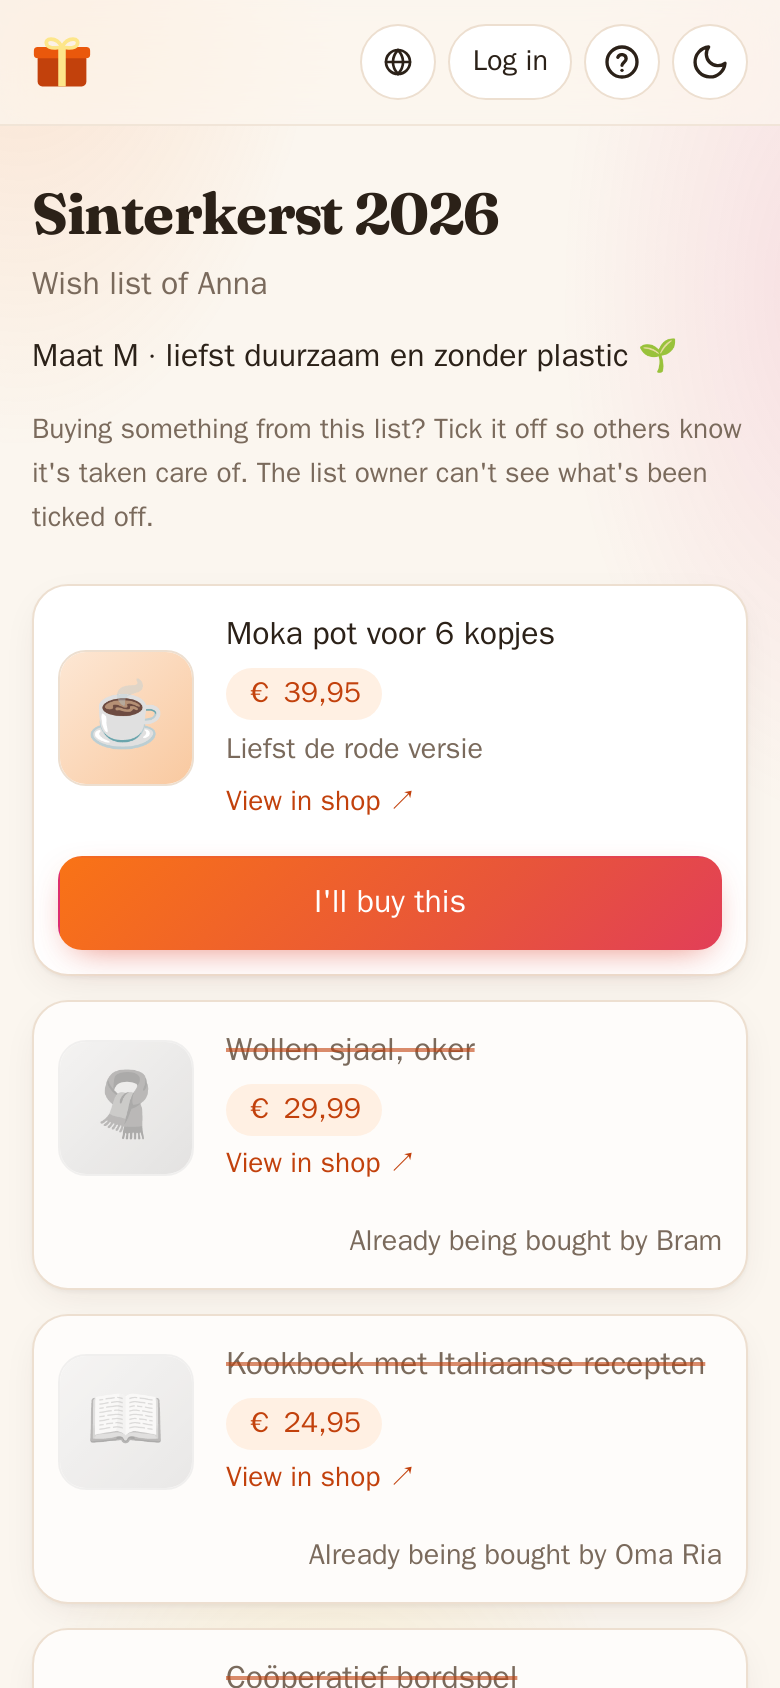 Log in
Sinterkerst 2026
Wish list of Anna
Maat M · liefst duurzaam en zonder plastic 🌱
Buying something from this list? Tick it off so others know
it's taken care of. The list owner can't see what's been
ticked off.
Moka pot voor 6 kopjes
€ 39,95
Liefst de rode versie
View in shop ↗
I'll buy this
Wollen sjaal, oker
€ 29,99
View in shop ↗
Already being bought by Bram
Kookboek met Italiaanse recepten
€ 24,95
View in shop ↗
Already being bought by Oma Ria
Coöperatief bordspel